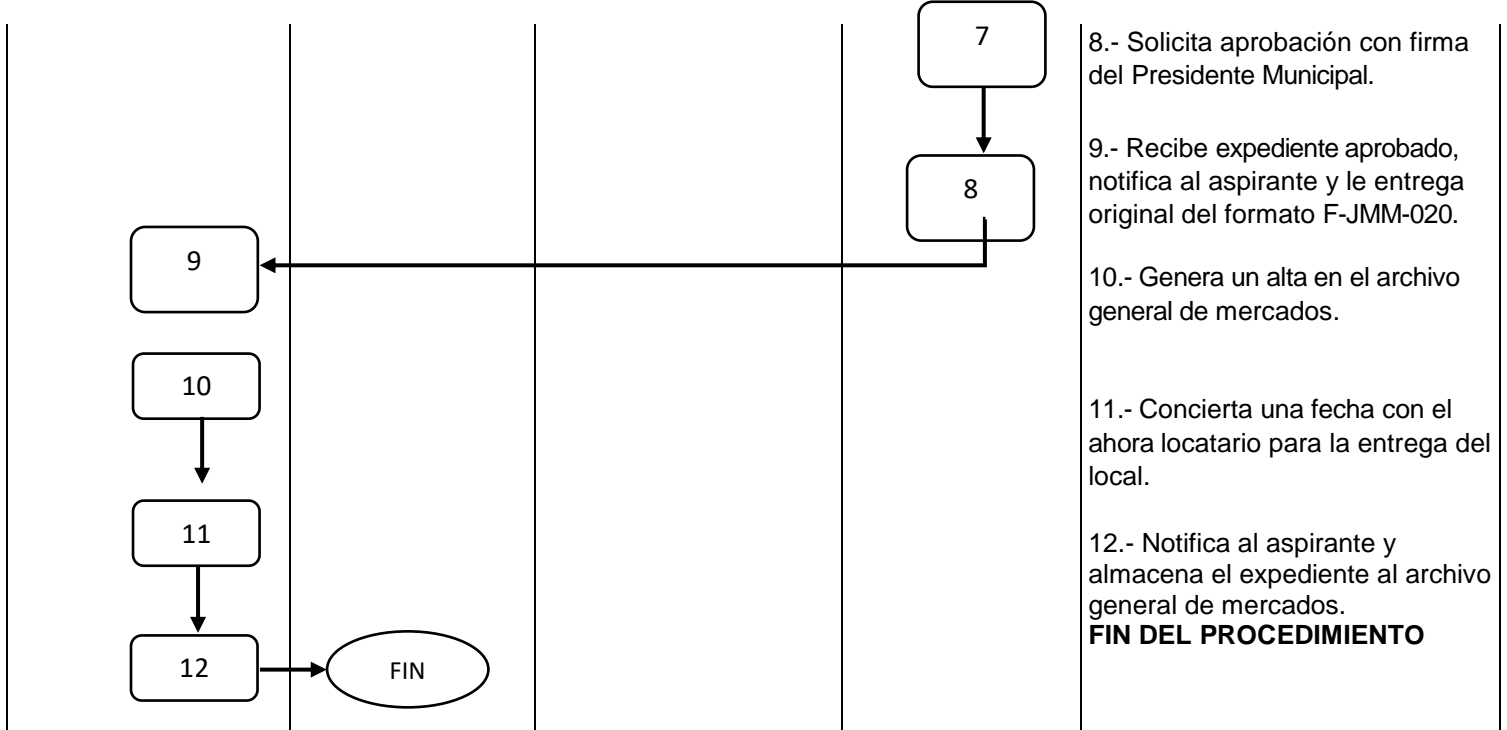 7
8
9
10
11
12
FIN
8.- Solicita aprobación con firma
del Presidente Municipal.
9.- Recibe expediente aprobado,
notifica al aspirante y le entrega
original del formato F-JMM-020.
10.- Genera un alta en el archivo
general de mercados.
11.- Concierta una fecha con el
ahora locatario para la entrega del
local.
12.- Notifica al aspirante y
almacena el expediente al archivo
general de mercados.
FIN DEL PROCEDIMIENTO